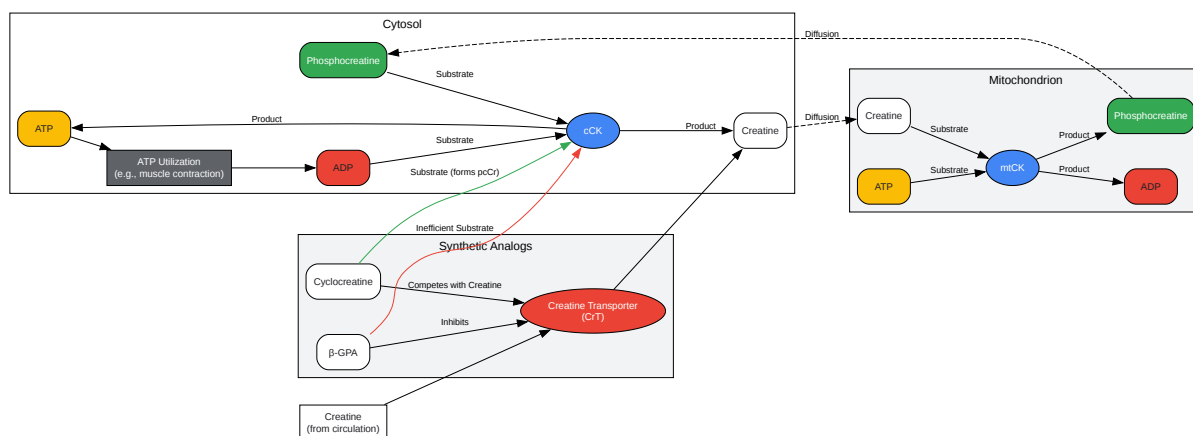 Cytosol
Diffusion
Phosphocreatine
Substrate
Mitochondrion
ATP
Product
cCK
Product
Creatine
Diffusion
Creatine
Substrate
Product
Phosphocreatine
Substrate
ATP Utilization
(e.g., muscle contraction)
ADP
Substrate (forms pcCr)
mtCK
ATP
Substrate
Product
ADP
Inefficient Substrate
Synthetic Analogs
Cyclocreatine
Competes with Creatine
Creatine Transporter
(CrT)
Inhibits
β-GPA
Creatine
(from circulation)